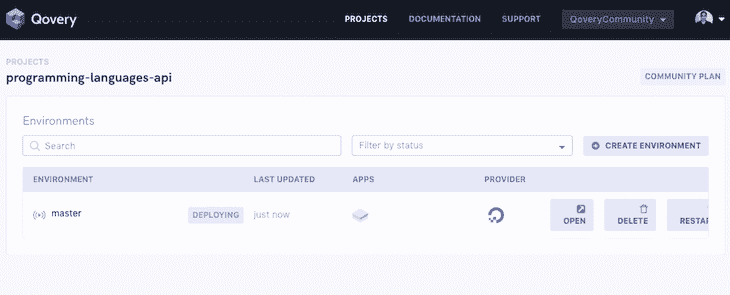 Qovery PROJECTS DOCUMENTATION SUPPORT QoveryCommunity
PROJECTS
programming-languages-api
COMMUNITY PLAN
Environments
Search Filter by status CREATE ENVIRONMENT
ENVIRONMENT LAST UPDATED APPS PROVIDER
master DEPLOYING just now OPEN DELETE RESTAR